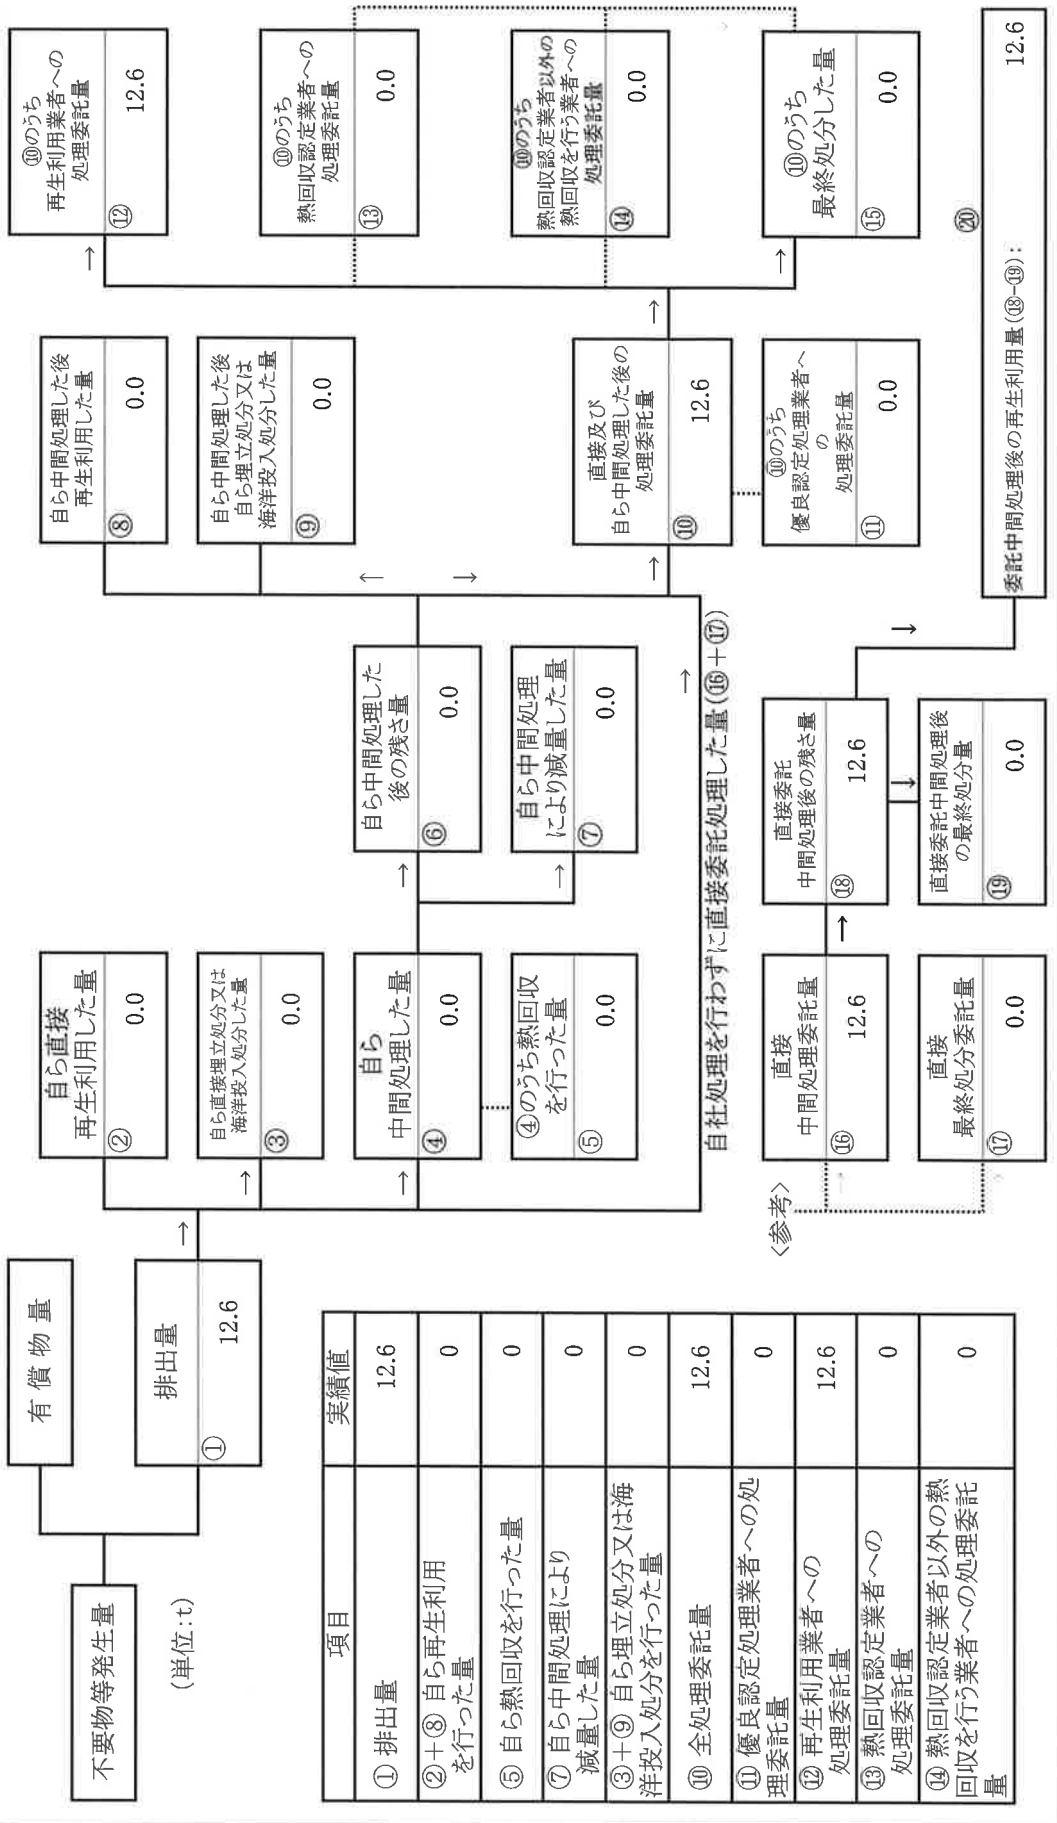 不要物等発生量
(単位:t)
有償物量
排出量
①
12.6
自ら直接
再生利用した量
②
0.0
自ら直接埋立処分又は
海洋投入処分した量
③
0.0
自ら
中間処理した量
④
0.0
④のうち熱回収
を行った量
⑤
0.0
自ら中間処理した
後の残さ量
⑥
0.0
自ら中間処理
により減量した量
⑦
0.0
自ら中間処理した後
再生利用した量
⑧
0.0
自ら中間処理した後
自ら埋立処分又は
海洋投入処分した量
⑨
0.0
直接及び
自ら中間処理した後の
処理委託量
⑩
12.6
⑩のうち
優良認定処理業者へ
の
処理委託量
⑪
0.0
⑩のうち
再生利用業者への
処理委託量
⑫
12.6
⑩のうち
熱回収認定業者への
処理委託量
⑬
0.0
⑩のうち
熱回収認定業者以外の
熱回収を行う業者への
処理委託量
⑭
0.0
⑩のうち
最終処分した量
⑮
0.0
自社処理を行わずに直接委託処理した量(⑯+⑰)
<参考>
直接
中間処理委託量
⑯
12.6
直接
最終処分委託量
⑰
0.0
直接委託
中間処理後の残さ量
⑱
12.6
直接委託中間処理後
の最終処分量
⑲
0.0
⑳
委託中間処理後の再生利用量(⑱-⑲):
12.6
項目
実績値
①排出量
12.6
②+⑧ 自ら再生利用
を行った量
0
⑤ 自ら熱回収を行った量
0
⑦ 自ら中間処理により
減量した量
0
③+⑨ 自ら埋立処分又は海
洋投入処分を行った量
0
⑩ 全処理委託量
12.6
⑪ 優良認定処理業者への処
理委託量
0
⑫ 再生利用業者への
処理委託量
12.6
⑬ 熱回収認定業者への
処理委託量
0
⑭ 熱回収認定業者以外の熱
回収を行う業者への処理委託
量
0